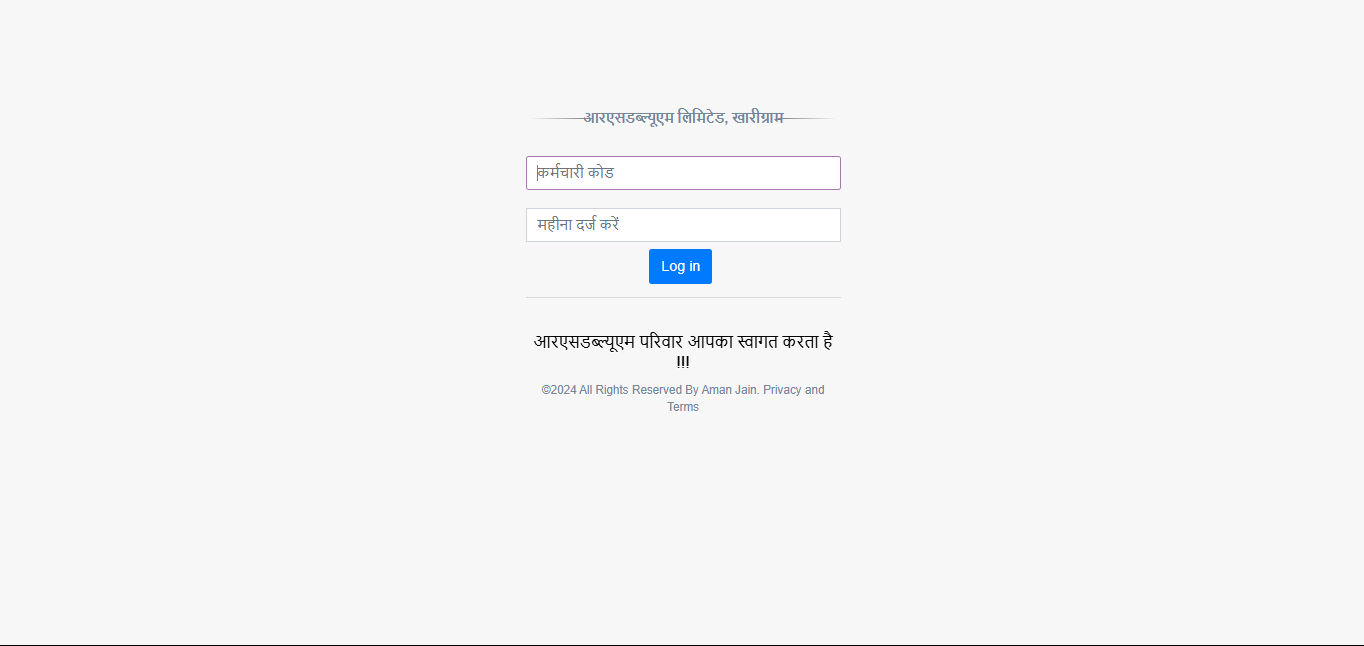 आरएसडब्ल्यूएम लिमिटेड, खारीग्राम
कर्मचारी कोड
महीना दर्ज करें
Log in
आरएसडब्ल्यूएम परिवार आपका स्वागत करता है
!!!
©2024 All Rights Reserved By Aman Jain. Privacy and
Terms